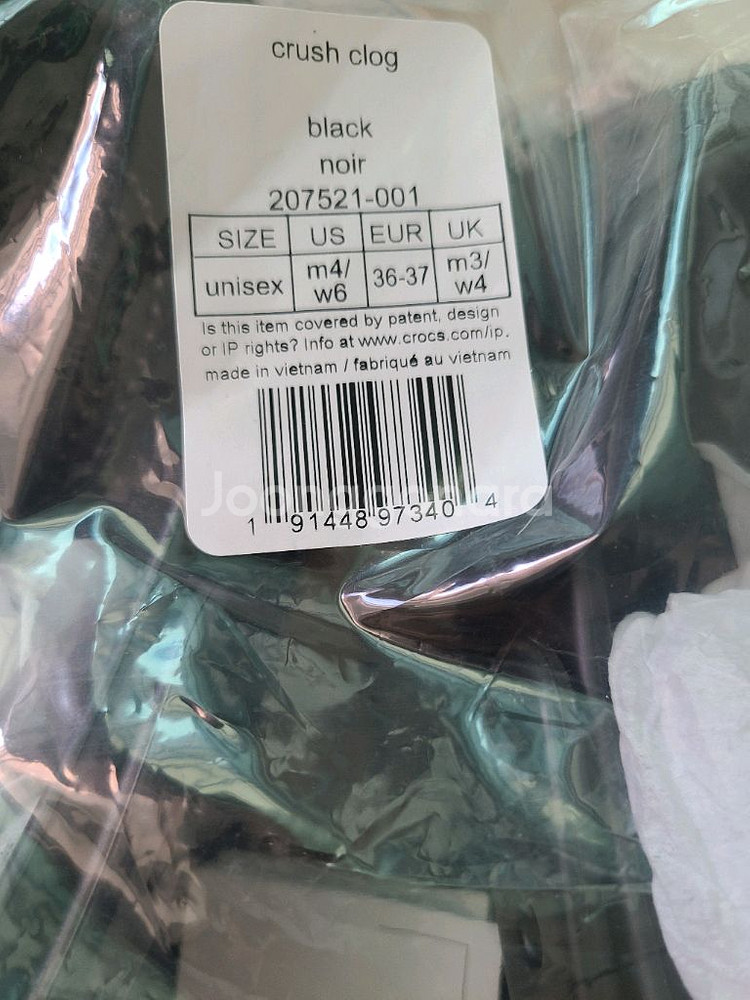 crush clog
black
noir
207521-001
SIZE US EUR UK
unisex m4/ w6 36-37 m3/ w4
Is this item covered by patent, design
or IP rights? Info at www.crocs.com/ip.
made in vietnam / fabriqué au vietnam
Joonggonara
1 91448 97340 4